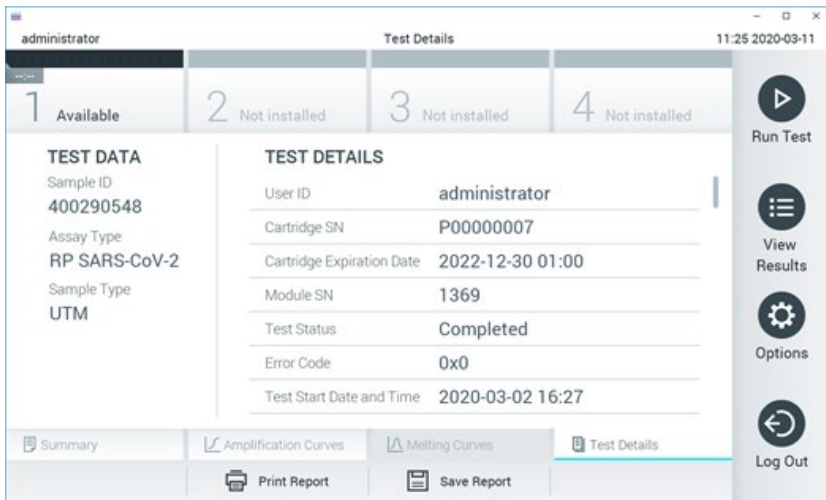 administrator Test Details 11:25 2020-03-11
--:--
1 Available 2 Not installed 3 Not installed 4 Not installed
Run Test
View
Results
Options
Log Out
TEST DATA
Sample ID
400290548
Assay Type
RP SARS-CoV-2
Sample Type
UTM
TEST DETAILS
User ID administrator
Cartridge SN P00000007
Cartridge Expiration Date 2022-12-30 01:00
Module SN 1369
Test Status Completed
Error Code 0x0
Test Start Date and Time 2020-03-02 16:27
Summary Amplification Curves Melting Curves Test Details
Print Report Save Report